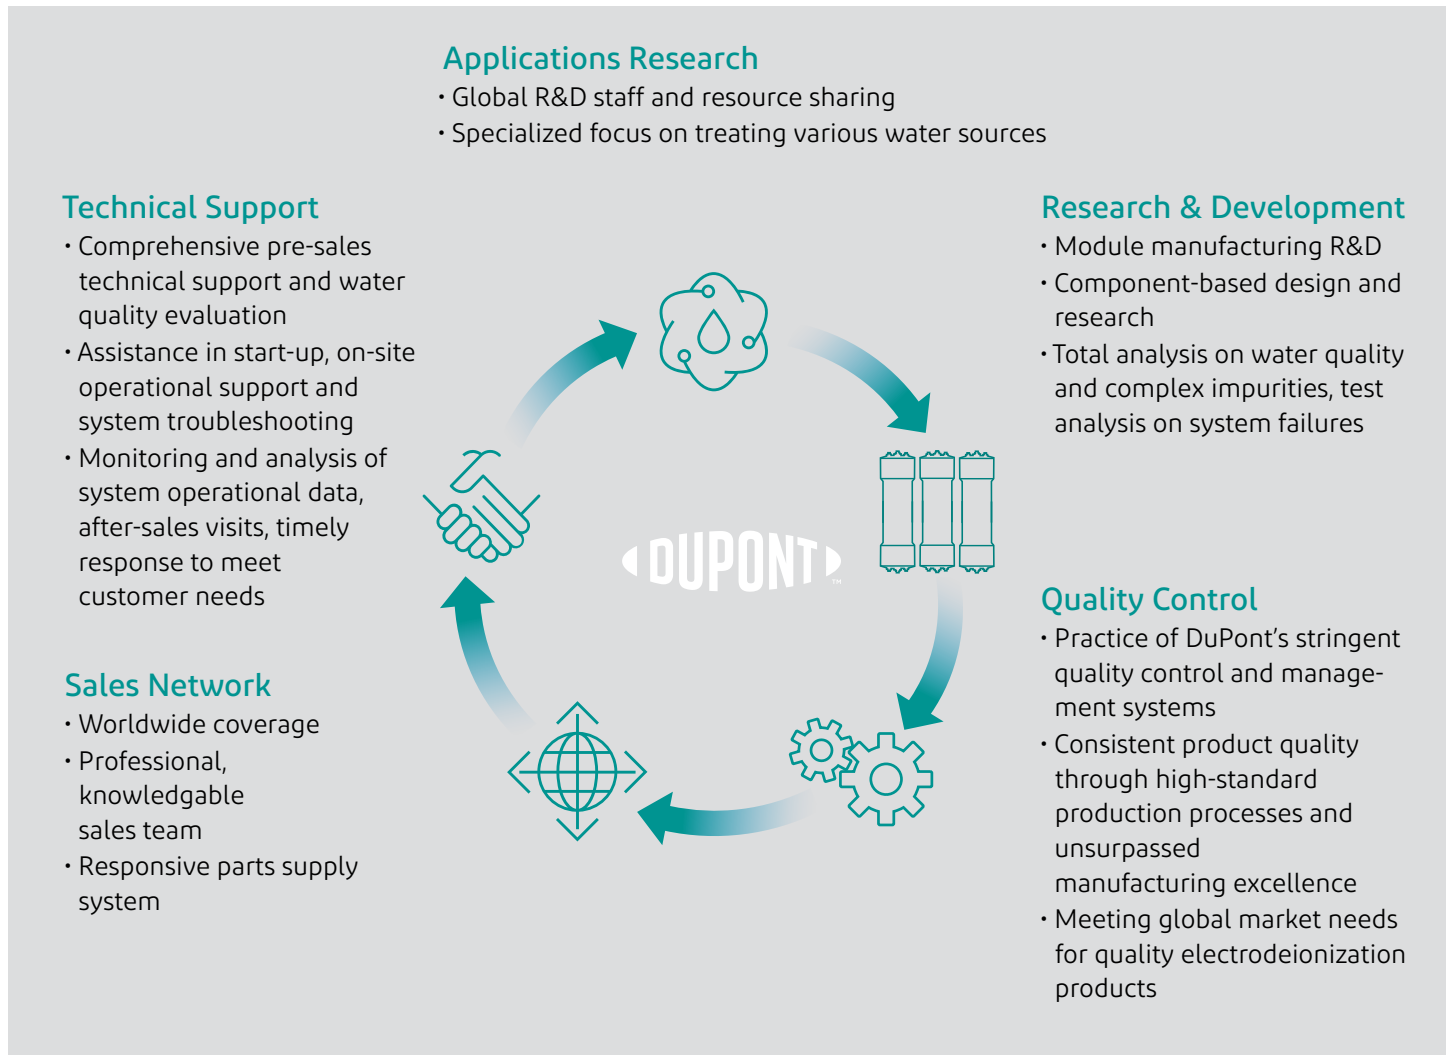 Applications Research
• Global R&D staff and resource sharing
• Specialized focus on treating various water sources
Technical Support
• Comprehensive pre-sales
technical support and water
quality evaluation
• Assistance in start-up, on-site
operational support and
system troubleshooting
• Monitoring and analysis of
system operational data,
after-sales visits, timely
response to meet
customer needs
Sales Network
• Worldwide coverage
• Professional,
knowledgable
sales team
• Responsive parts supply
system
DUPONT™
Research & Development
• Module manufacturing R&D
• Component-based design and
research
• Total analysis on water quality
and complex impurities, test
analysis on system failures
Quality Control
• Practice of DuPont’s stringent
quality control and manage-
ment systems
• Consistent product quality
through high-standard
production processes and
unsurpassed
manufacturing excellence
• Meeting global market needs
for quality electrodeionization
products